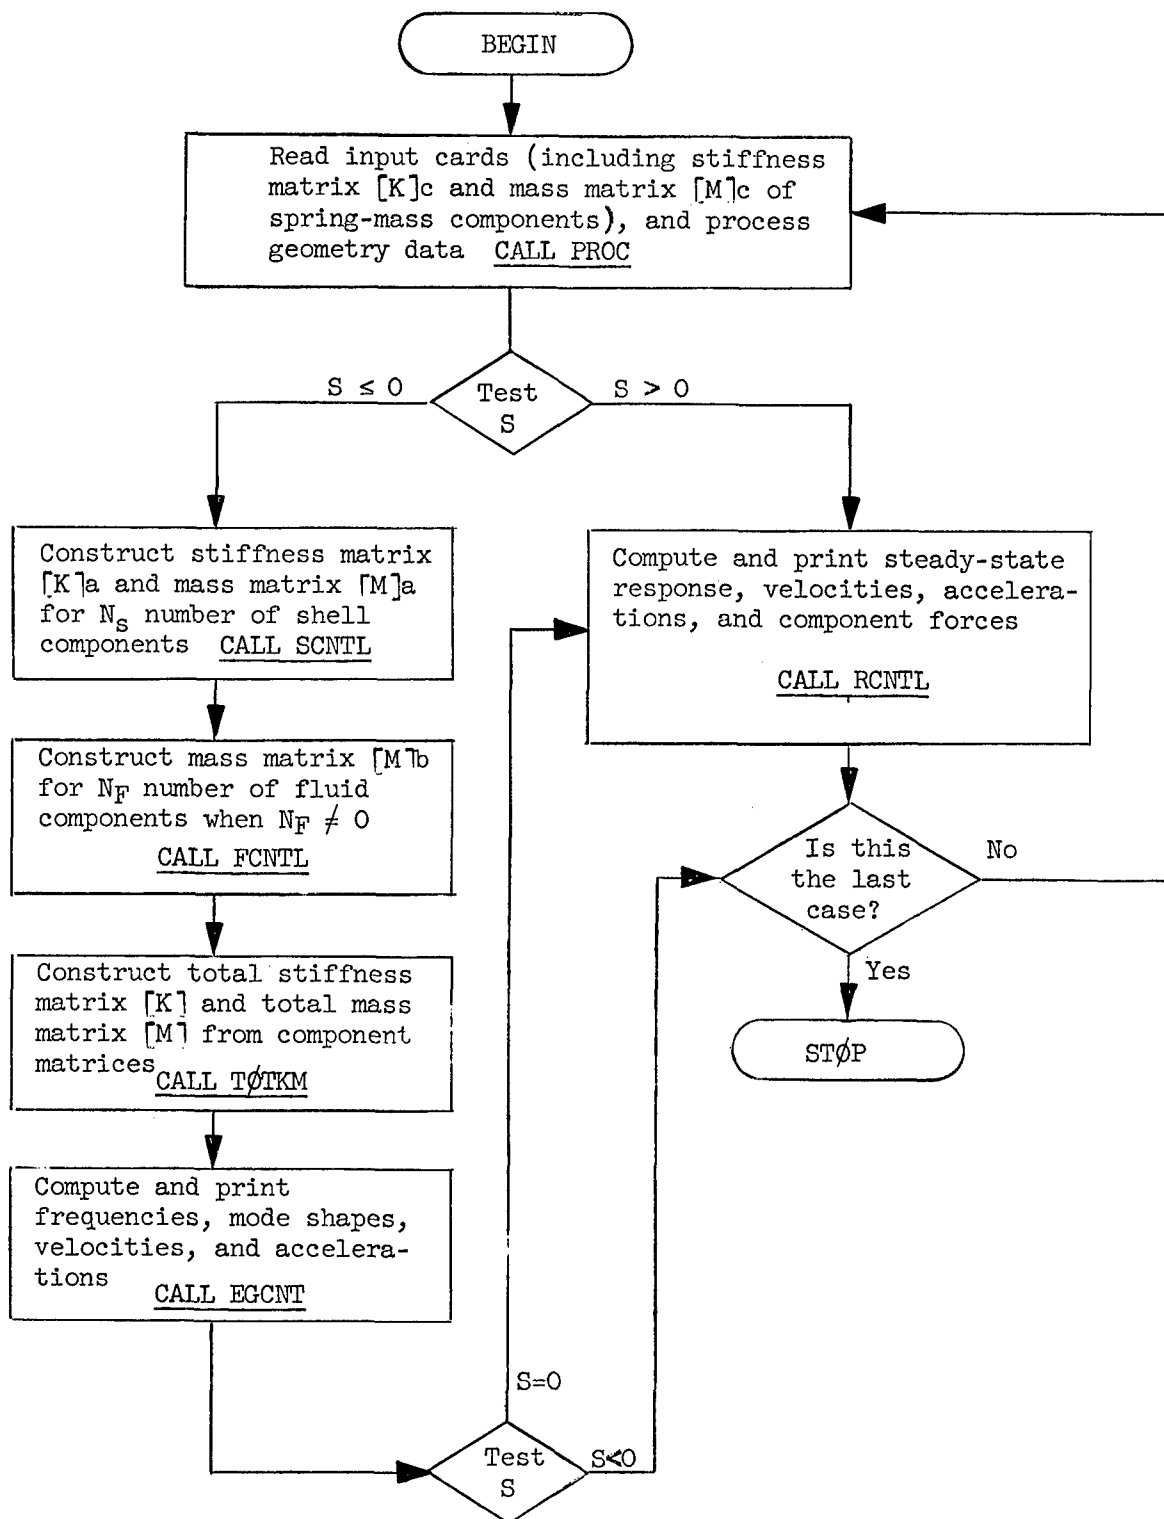 BEGIN
Read input cards (including stiffness
matrix [K]c and mass matrix ⌈M⌉c of
spring-mass components), and process
geometry data CALL PROC
S ≤ 0
Test
S
S > 0
Construct stiffness matrix
⌈K⌉a and mass matrix ⌈M]a
for N_S number of shell
components CALL SCNTL
Compute and print steady-state
response, velocities, accelera-
tions, and component forces
CALL RCNTL
Construct mass matrix ⌈M⌉b
for N_F number of fluid
components when N_F ≠ 0
CALL FCNTL
Is this
the last
case?
No
Yes
Construct total stiffness
matrix ⌈K⌉ and total mass
matrix ⌈M⌉ from component
matrices CALL TØTKM
STØP
Compute and print
frequencies, mode shapes,
velocities, and accelera-
tions
CALL EGCNT
S=0
Test
S
S<0